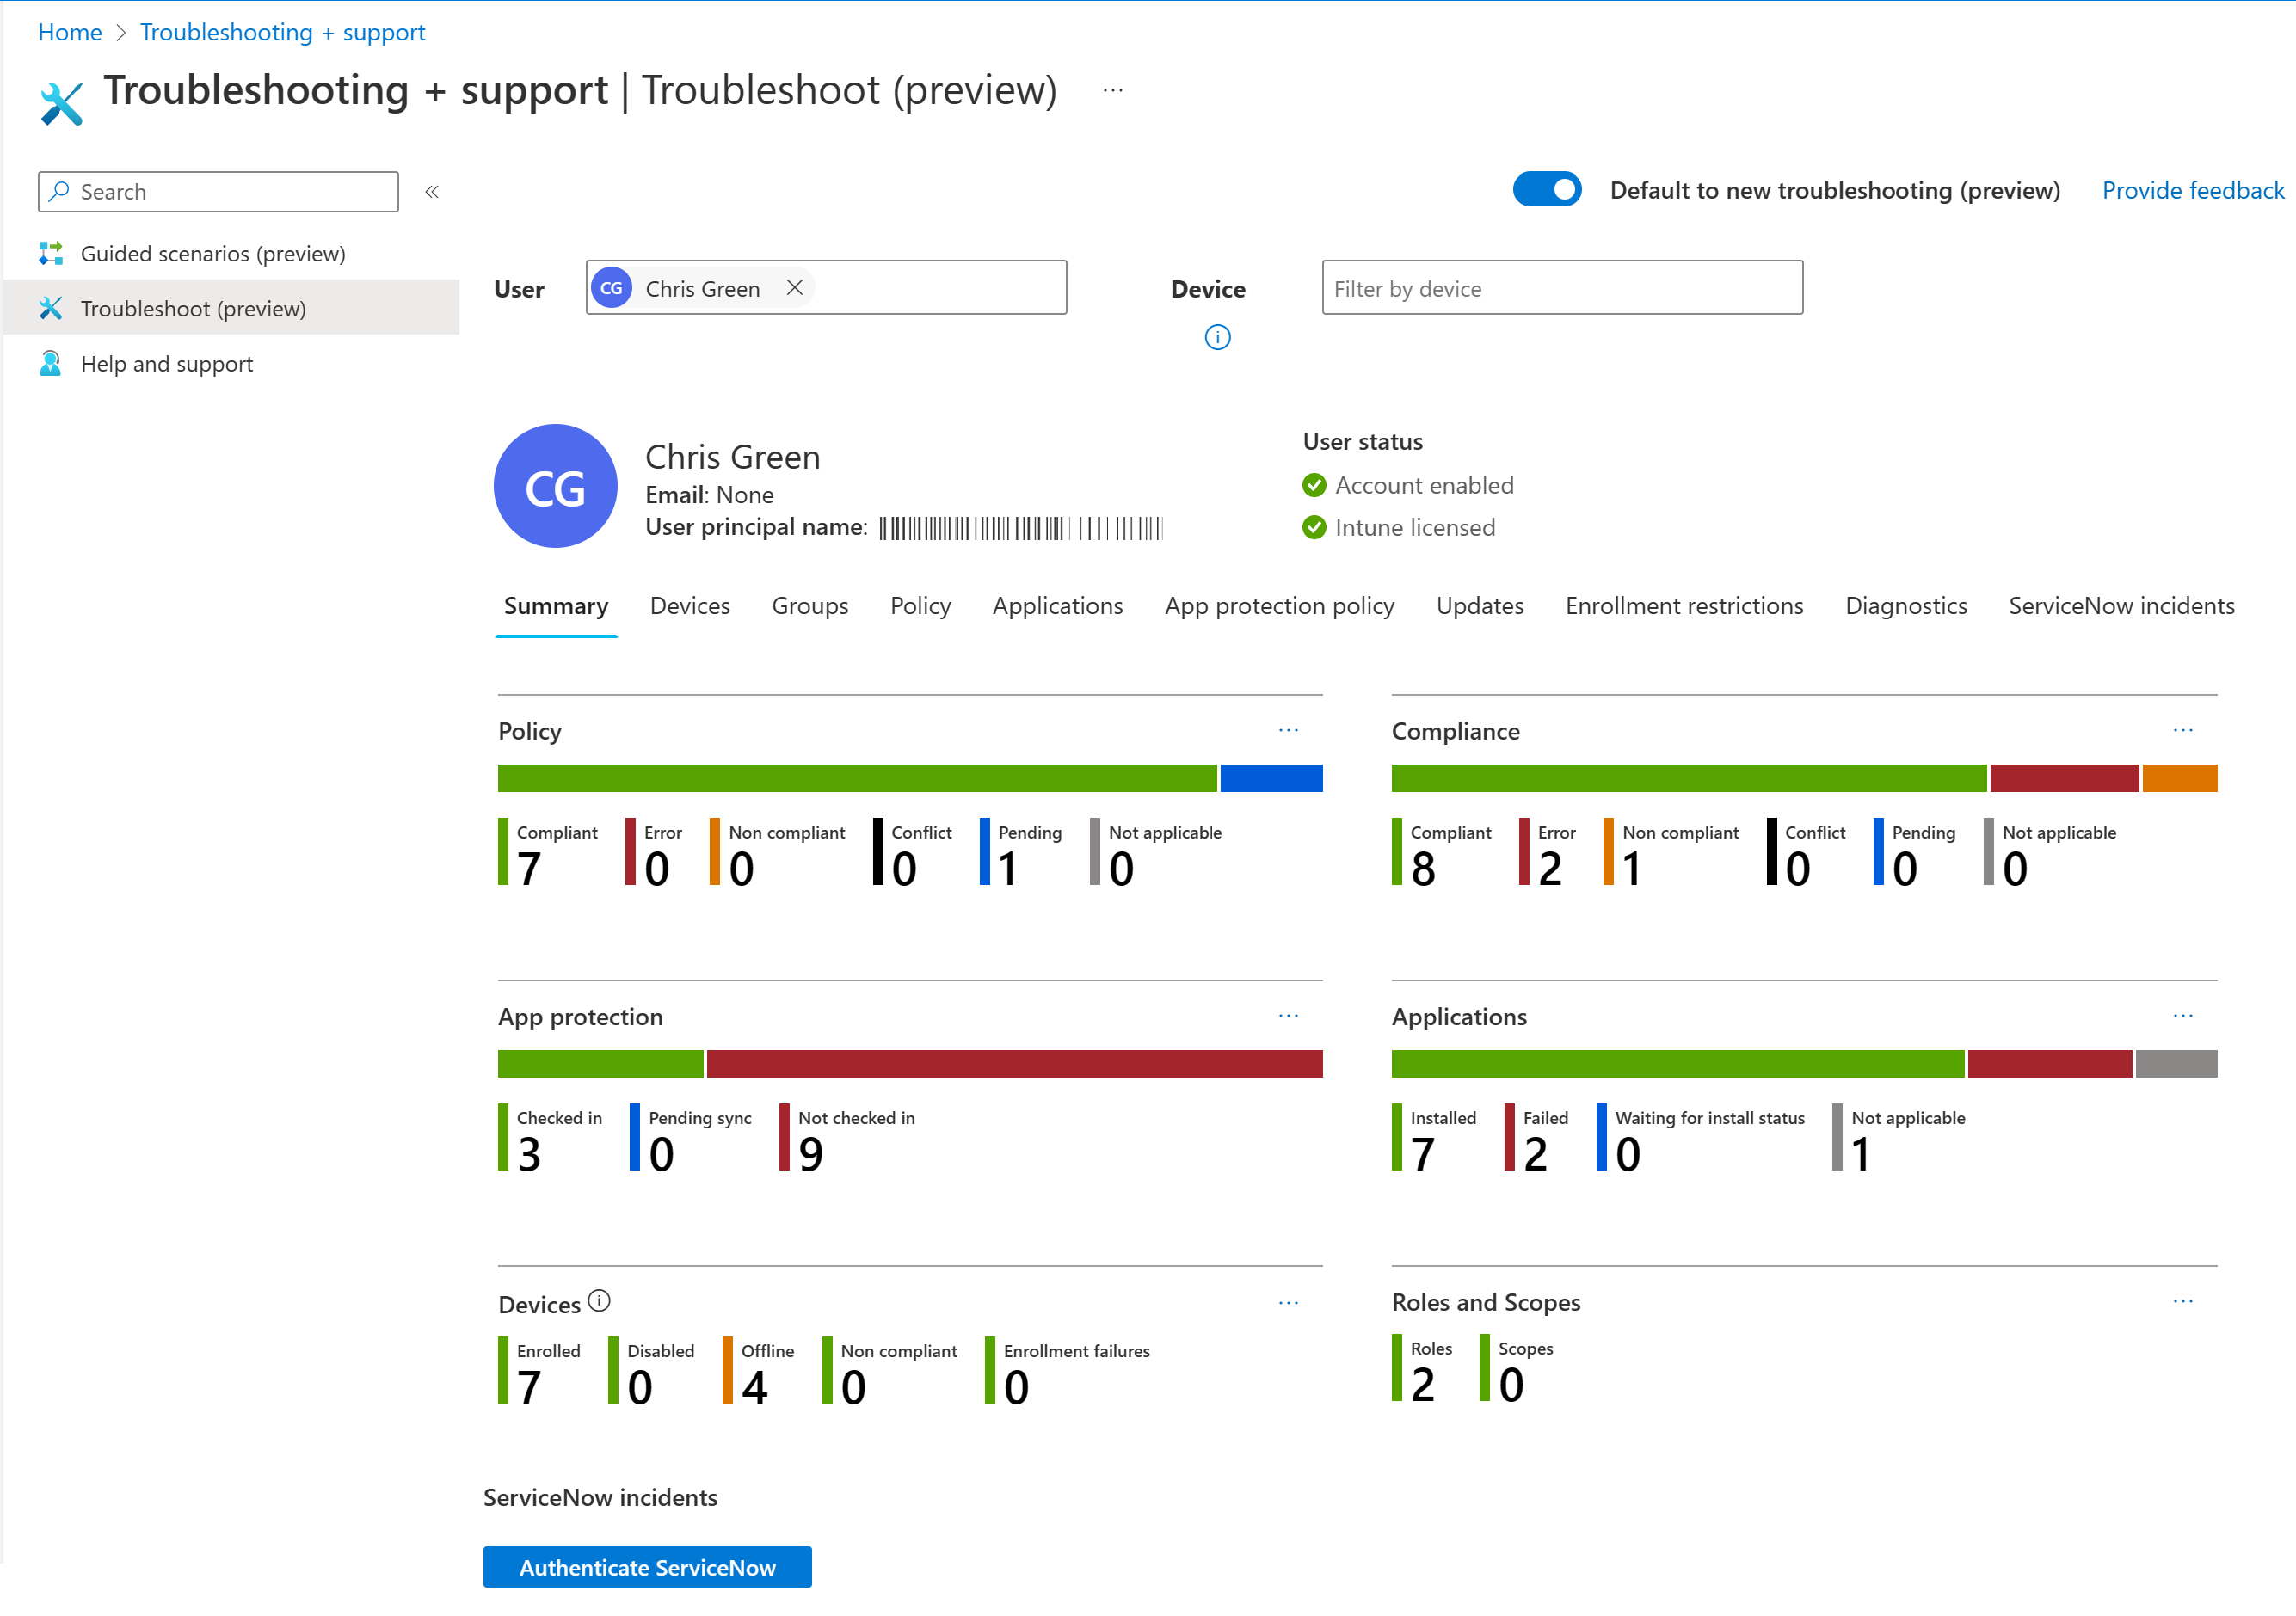 Home > Troubleshooting + support
Troubleshooting + support | Troubleshoot (preview) ...
Search «
Default to new troubleshooting (preview) Provide feedback
Guided scenarios (preview)
Troubleshoot (preview)
Help and support
User CG Chris Green
Device Filter by device
CG
Chris Green
Email: None
User principal name:
User status
Account enabled
Intune licensed
Summary Devices Groups Policy Applications App protection policy Updates Enrollment restrictions Diagnostics ServiceNow incidents
Policy ...
Compliant Error Non compliant Conflict Pending Not applicable
7 0 0 0 1 0
Compliance ...
Compliant Error Non compliant Conflict Pending Not applicable
8 2 1 0 0 0
App protection ...
Checked in Pending sync Not checked in
3 0 9
Applications ...
Installed Failed Waiting for install status Not applicable
7 2 0 1
Devices ...
Enrolled Disabled Offline Non compliant Enrollment failures
7 0 4 0 0
Roles and Scopes ...
Roles Scopes
2 0
ServiceNow incidents
Authenticate ServiceNow